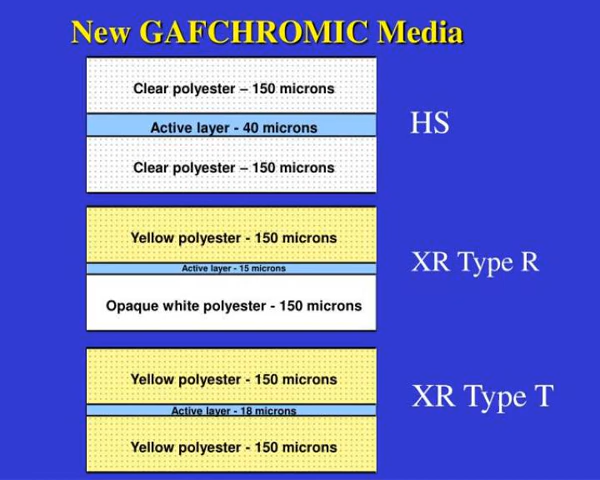 New GAFCHROMIC Media
Clear polyester – 150 microns
Active layer - 40 microns
Clear polyester – 150 microns
HS
Yellow polyester - 150 microns
Active layer - 15 microns
Opaque white polyester - 150 microns
XR Type R
Yellow polyester - 150 microns
Active layer - 18 microns
Yellow polyester - 150 microns
XR Type T